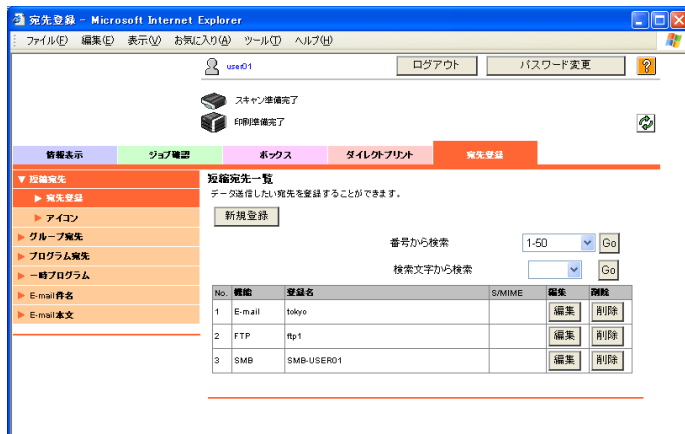 宛先登録 - Microsoft Internet Explorer
ファイル(F) 編集(E) 表示(V) お気に入り(A) ツール(T) ヘルプ(H)
user01 ログアウト パスワード変更 ?
スキャン準備完了
印刷準備完了
情報表示 ジョブ確認 ボックス ダイレクトプリント 宛先登録
▼ 短縮宛先
▶ 宛先登録
▶ アイコン
▶ グループ宛先
▶ プログラム宛先
▶ 一時プログラム
▶ E-mail件名
▶ E-mail本文
短縮宛先一覧
データ送信したい宛先を登録することができます。
新規登録
番号から検索 1-50 Go
検索文字から検索 Go
No. 機能 登録名 S/MIME 編集 削除
1 E-mail tokyo 編集 削除
2 FTP ftp1 編集 削除
3 SMB SMB-USER01 編集 削除